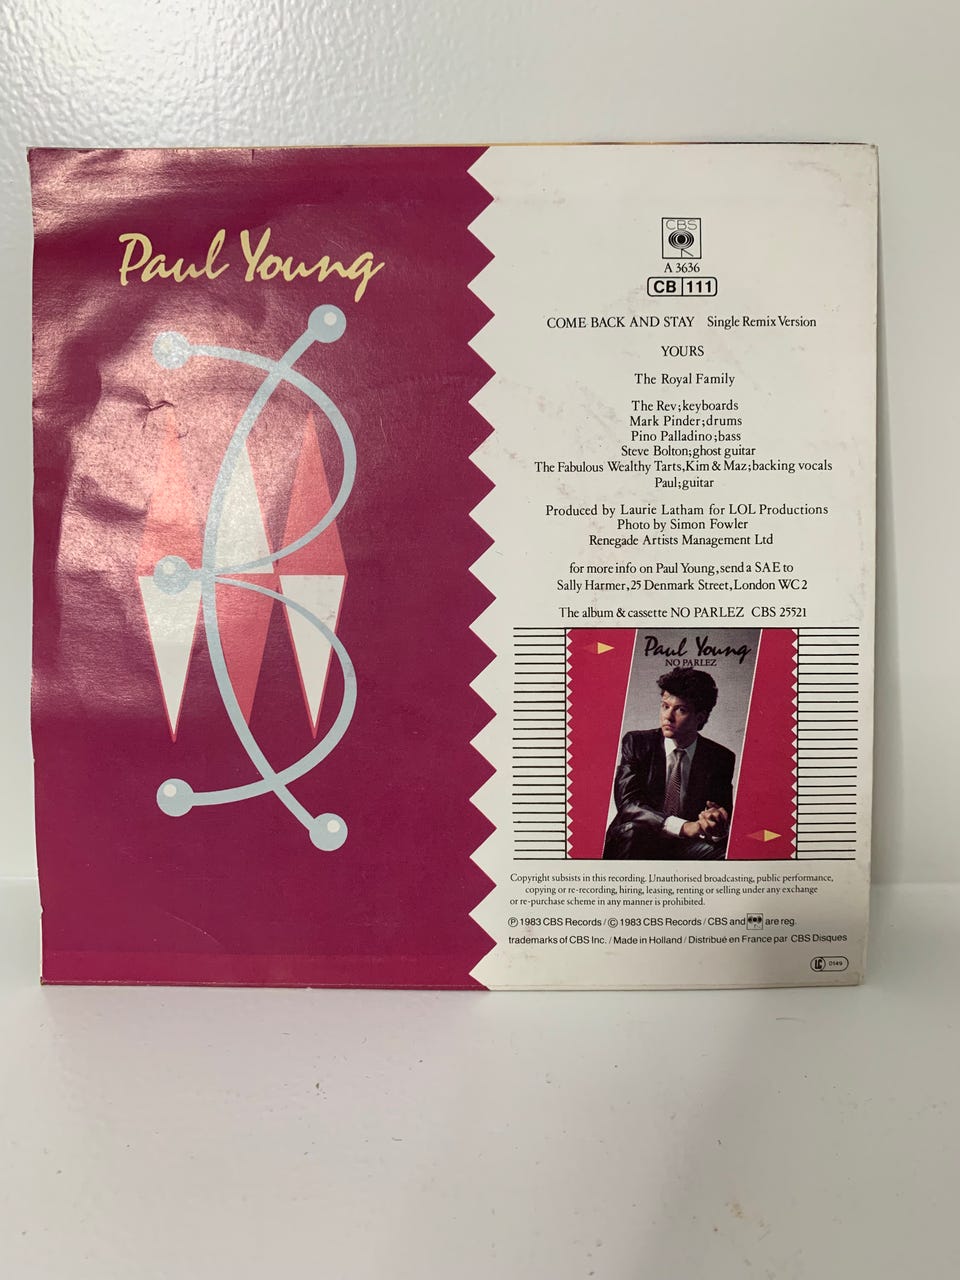 Paul Young
CBS
A 3636
CB 111
COME BACK AND STAY Single Remix Version
YOURS
The Royal Family
The Rev;keyboards
Mark Pinder;drums
Pino Palladino;bass
Steve Bolton;ghost guitar
The Fabulous Wealthy Tarts,Kim & Maz;backing vocals
Paul;guitar
Produced by Laurie Latham for LOL Productions
Photo by Simon Fowler
Renegade Artists Management Ltd
for more info on Paul Young,send a SAE to
Sally Harmer,25 Denmark Street,London WC2
The album & cassette NO PARLEZ CBS 25521
Paul Young
NO PARLEZ
Copyright subsists in this recording. Unauthorised broadcasting, public performance,
copying or re-recording, hiring, leasing, renting or selling under any exchange
or re-purchase scheme in any manner is prohibited.
℗ 1983 CBS Records / © 1983 CBS Records / CBS and are reg.
trademarks of CBS Inc. / Made in Holland / Distribué en France par CBS Disques
LC 0149